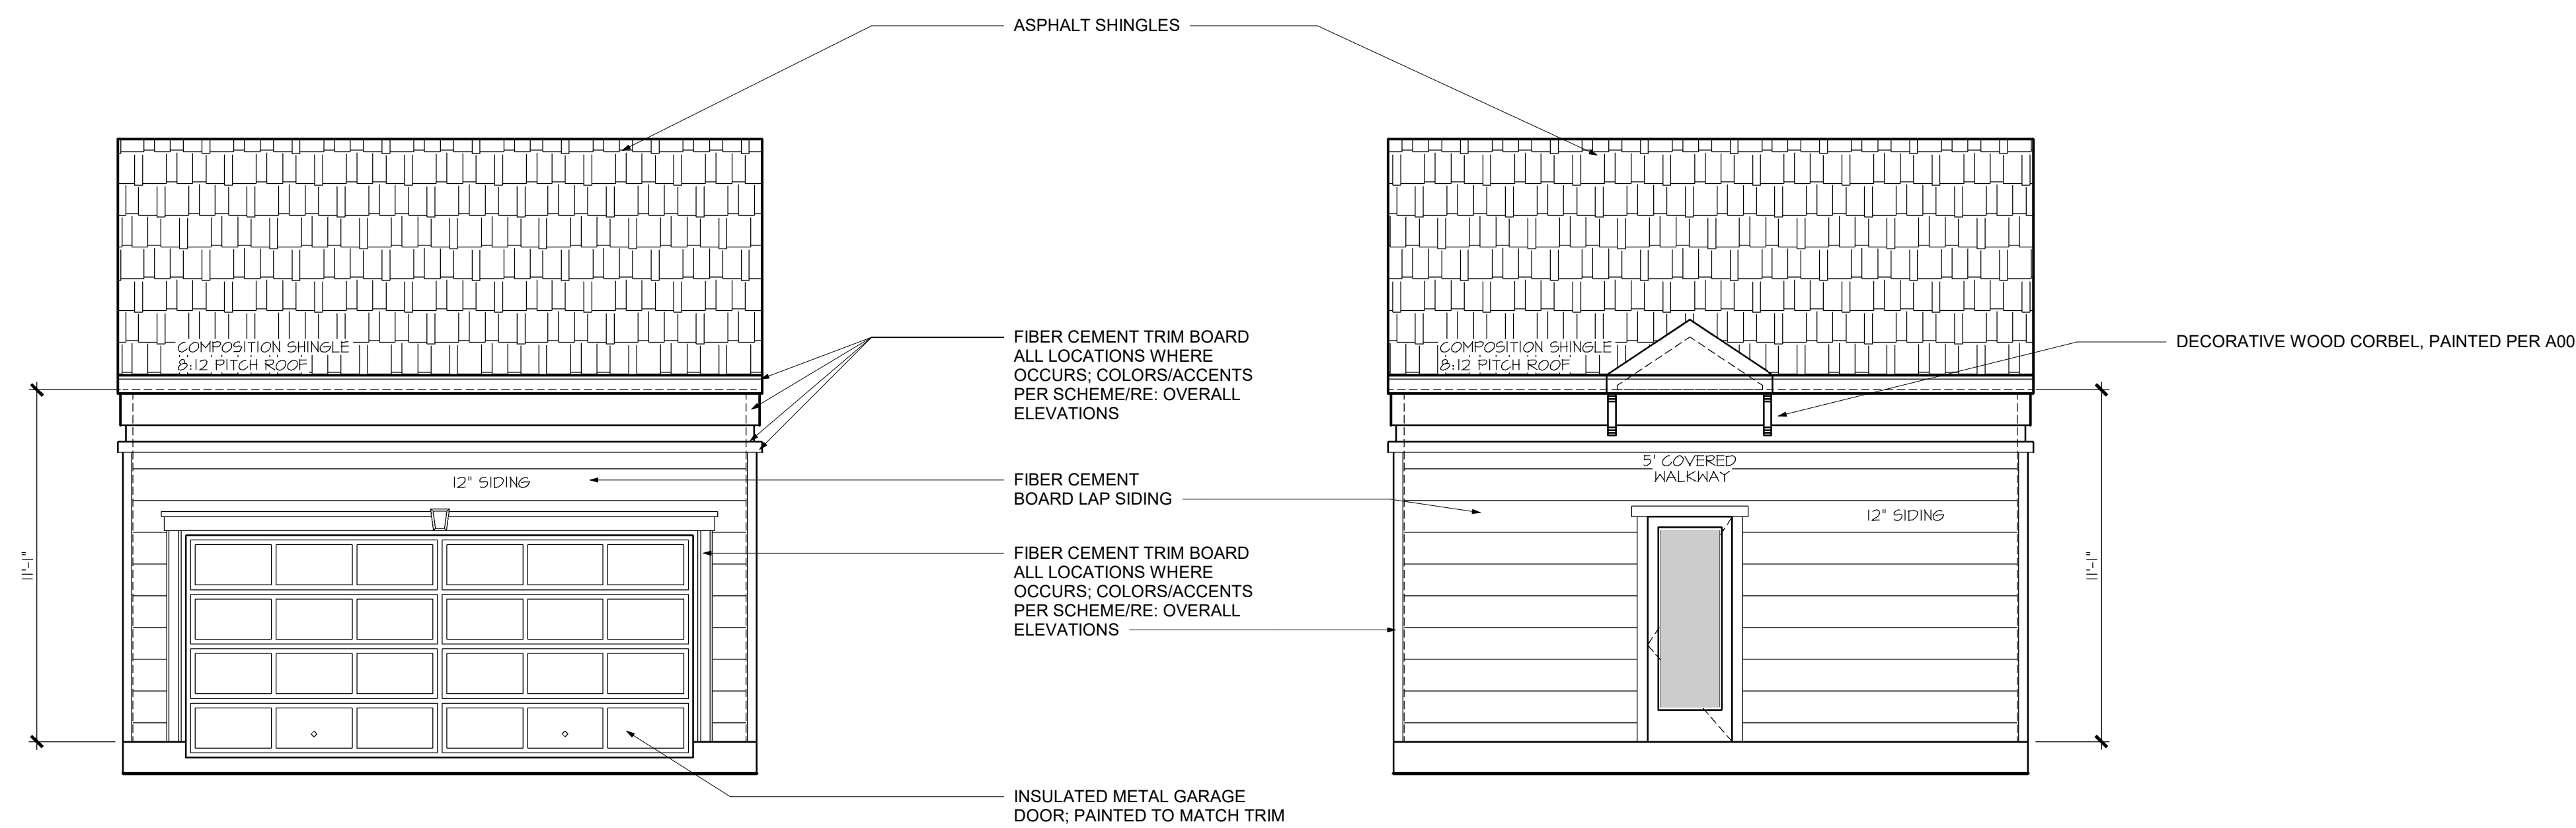 ASPHALT SHINGLES
COMPOSITION SHINGLE
8:12 PITCH ROOF
FIBER CEMENT TRIM BOARD
ALL LOCATIONS WHERE
OCCURS; COLORS/ACCENTS
PER SCHEME/RE: OVERALL
ELEVATIONS
COMPOSITION SHINGLE
8:12 PITCH ROOF
DECORATIVE WOOD CORBEL, PAINTED PER A00
12" SIDING
FIBER CEMENT
BOARD LAP SIDING
5' COVERED
WALKWAY
12" SIDING
11'-1"
FIBER CEMENT TRIM BOARD
ALL LOCATIONS WHERE
OCCURS; COLORS/ACCENTS
PER SCHEME/RE: OVERALL
ELEVATIONS
11'-1"
INSULATED METAL GARAGE
DOOR; PAINTED TO MATCH TRIM